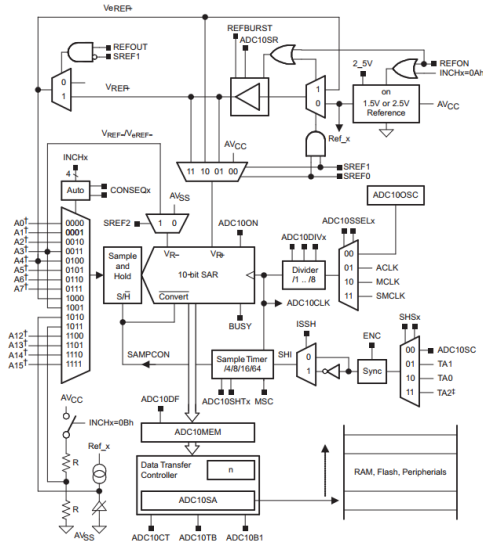 VeREF+
REFBURST
ADC10SR
REFOUT
SREF1
2_5V
REFON
INCHx=0Ah
0
1
VREF+
1
0
on
1.5V or 2.5V
Reference
AVCC
Ref_x
VREF-/VeREF-
AVCC
11 10 01 00
SREF1
SREF0
INCHx
4
Auto
CONSEQx
AVSS
SREF2
1 0
ADC10OSC
ADC10ON
ADC10SSELx
ADC10DIVx
A0†
A1†
A2†
A3†
A4†
A5†
A6†
A7†
A12†
A13†
A14†
A15†
0000
0001
0010
0011
0100
0101
0110
0111
1000
1001
1010
1011
1100
1101
1110
1111
Sample
and
Hold
S/H
VR-
VR+
10-bit SAR
Convert
Divider
/1 .. /8
00
01
10
11
ACLK
MCLK
SMCLK
ADC10CLK
BUSY
ISSH
ENC
SHSx
SAMPCON
Sample Timer
/4/8/16/64
SHI
0
1
Sync
00
01
10
11
ADC10SC
TA1
TA0
TA2‡
ADC10DF
ADC10SHTx
MSC
AVCC
INCHx=0Bh
Ref_x
R
R
AVSS
ADC10MEM
Data Transfer
Controller
n
ADC10SA
RAM, Flash, Peripherials
ADC10CT
ADC10TB
ADC10B1